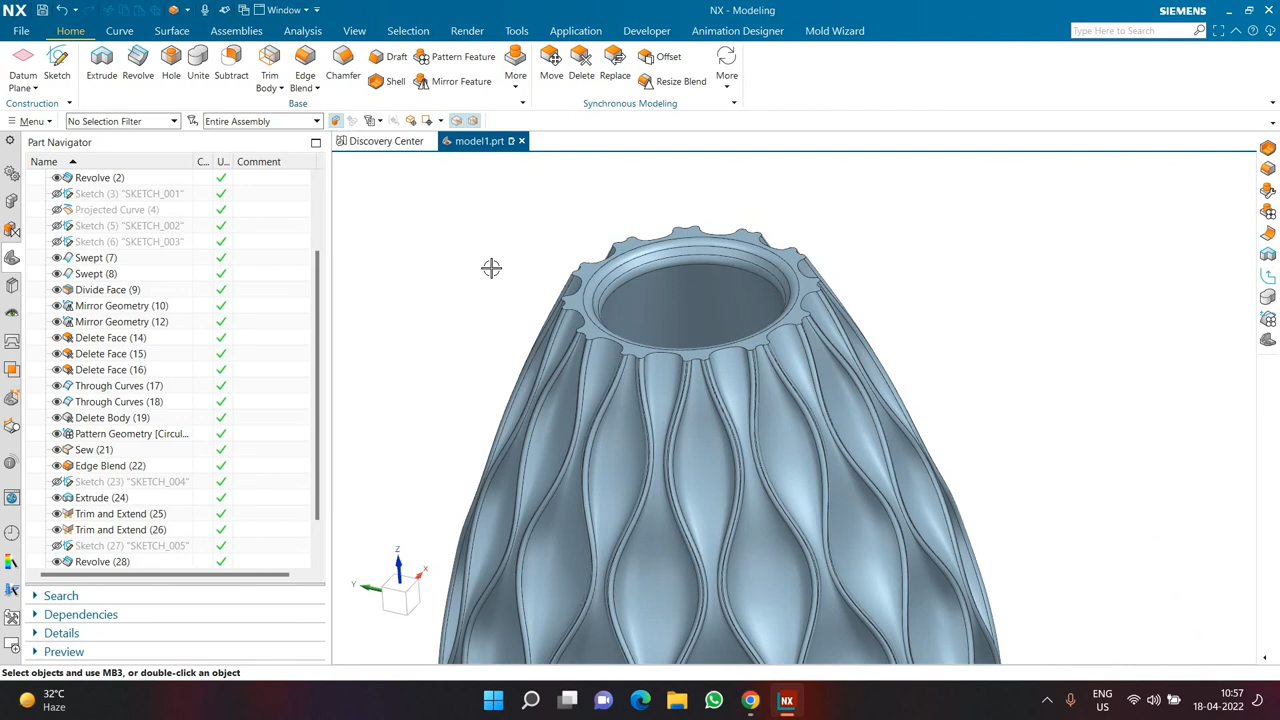 NX
Window
NX - Modeling
SIEMENS
File
Home
Curve
Surface
Assemblies
Analysis
View
Selection
Render
Tools
Application
Developer
Animation Designer
Mold Wizard
Type Here to Search
Datum Plane
Sketch
Extrude
Revolve
Hole
Unite
Subtract
Trim Body
Edge Blend
Chamfer
Draft
Shell
Pattern Feature
Mirror Feature
More
Move
Delete
Replace
Offset
Resize Blend
More
Construction
Base
Synchronous Modeling
Menu
No Selection Filter
Entire Assembly
Part Navigator
Discovery Center
model1.prt
Name
C...
U...
Comment
Revolve (2)
Sketch (3) "SKETCH_001"
Projected Curve (4)
Sketch (5) "SKETCH_002"
Sketch (6) "SKETCH_003"
Swept (7)
Swept (8)
Divide Face (9)
Mirror Geometry (10)
Mirror Geometry (12)
Delete Face (14)
Delete Face (15)
Delete Face (16)
Through Curves (17)
Through Curves (18)
Delete Body (19)
Pattern Geometry [Circul...
Sew (21)
Edge Blend (22)
Sketch (23) "SKETCH_004"
Extrude (24)
Trim and Extend (25)
Trim and Extend (26)
Sketch (27) "SKETCH_005"
Revolve (28)
Search
Dependencies
Details
Preview
Z
X
Y
Select objects and use MB3, or double-click an object
32°C
Haze
NX
ENG
US
10:57
18-04-2022